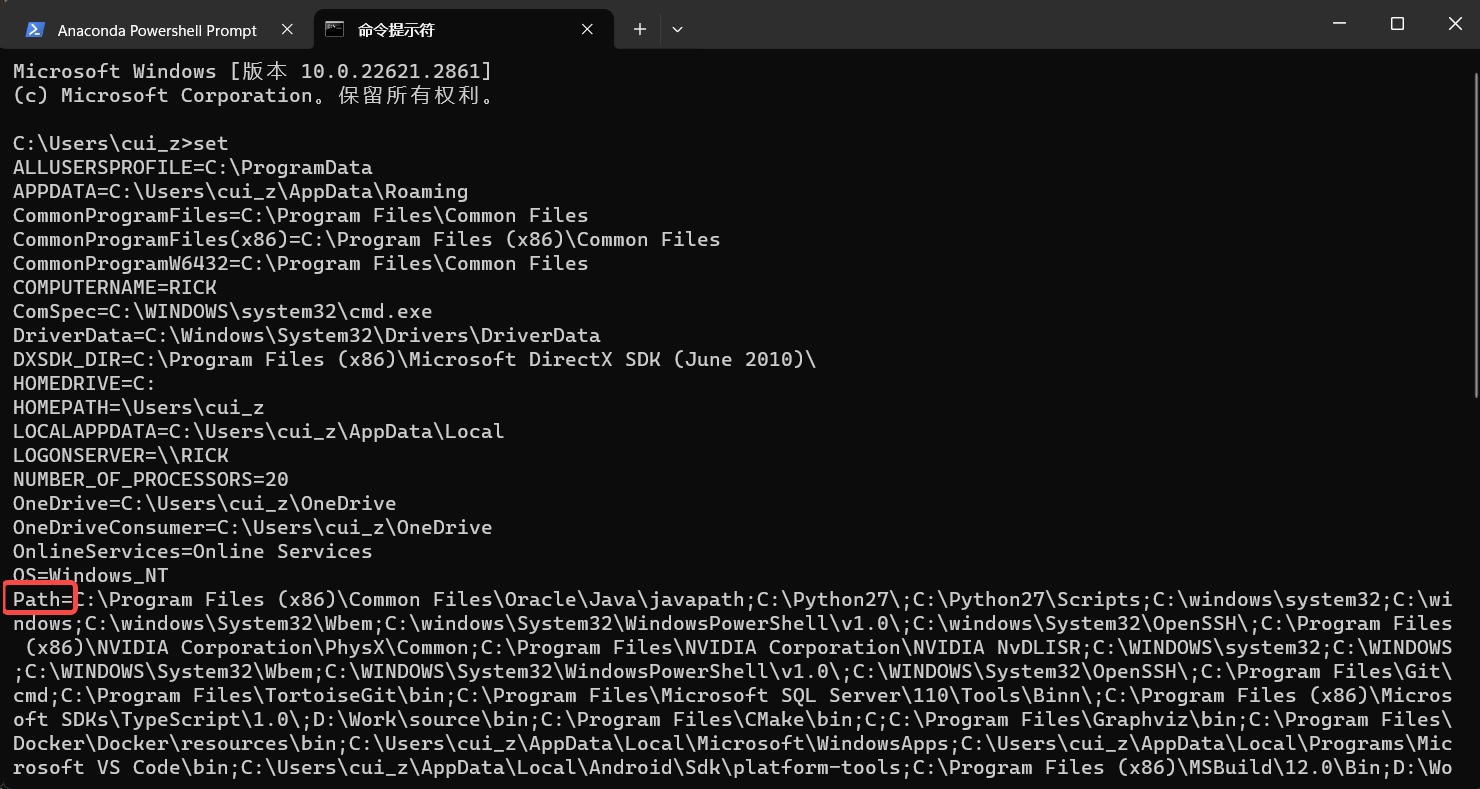 Anaconda Powershell Prompt
命令提示符
Microsoft Windows [版本 10.0.22621.2861]
(c) Microsoft Corporation。保留所有权利。
C:\Users\cui_z>set
ALLUSERSPROFILE=C:\ProgramData
APPDATA=C:\Users\cui_z\AppData\Roaming
CommonProgramFiles=C:\Program Files\Common Files
CommonProgramFiles(x86)=C:\Program Files (x86)\Common Files
CommonProgramW6432=C:\Program Files\Common Files
COMPUTERNAME=RICK
ComSpec=C:\WINDOWS\system32\cmd.exe
DriverData=C:\Windows\System32\Drivers\DriverData
DXSDK_DIR=C:\Program Files (x86)\Microsoft DirectX SDK (June 2010)\
HOMEDRIVE=C:
HOMEPATH=\Users\cui_z
LOCALAPPDATA=C:\Users\cui_z\AppData\Local
LOGONSERVER=\\RICK
NUMBER_OF_PROCESSORS=20
OneDrive=C:\Users\cui_z\OneDrive
OneDriveConsumer=C:\Users\cui_z\OneDrive
OnlineServices=Online Services
OS=Windows_NT
Path=C:\Program Files (x86)\Common Files\Oracle\Java\javapath;C:\Python27\;C:\Python27\Scripts;C:\windows\system32;C:\wi
ndows;C:\windows\System32\Wbem;C:\windows\System32\WindowsPowerShell\v1.0\;C:\windows\System32\OpenSSH\;C:\Program Files
 (x86)\NVIDIA Corporation\PhysX\Common;C:\Program Files\NVIDIA Corporation\NVIDIA NvDLISR;C:\WINDOWS\system32;C:\WINDOWS
;C:\WINDOWS\System32\Wbem;C:\WINDOWS\System32\WindowsPowerShell\v1.0\;C:\WINDOWS\System32\OpenSSH\;C:\Program Files\Git\
cmd;C:\Program Files\TortoiseGit\bin;C:\Program Files\Microsoft SQL Server\110\Tools\Binn\;C:\Program Files (x86)\Micros
oft SDKs\TypeScript\1.0\;D:\Work\source\bin;C:\Program Files\CMake\bin;C;C:\Program Files\Graphviz\bin;C:\Program Files\
Docker\Docker\resources\bin;C:\Users\cui_z\AppData\Local\Microsoft\WindowsApps;C:\Users\cui_z\AppData\Local\Programs\Mic
rosoft VS Code\bin;C:\Users\cui_z\AppData\Local\Android\Sdk\platform-tools;C:\Program Files (x86)\MSBuild\12.0\Bin;D:\Wo